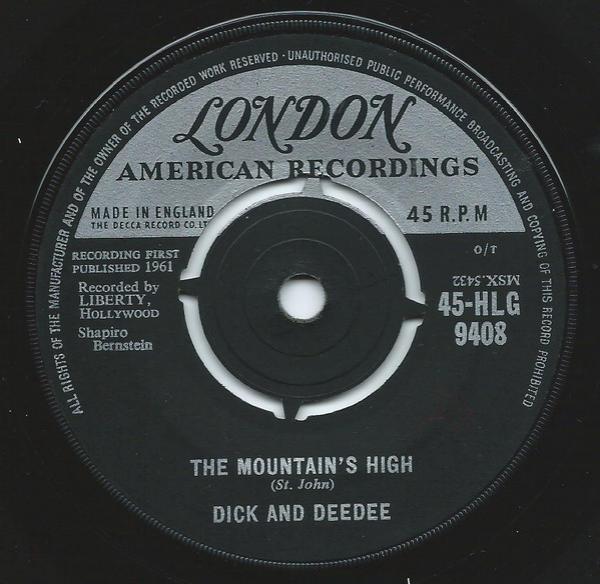 ALL RIGHTS OF THE MANUFACTURER AND OF THE OWNER OF THE RECORDED WORK RESERVED · UNAUTHORISED PUBLIC PERFORMANCE BROADCASTING AND COPYING OF THIS RECORD PROHIBITED
LONDON
AMERICAN RECORDINGS
MADE IN ENGLAND
THE DECCA RECORD CO. LT
45 R.P.M
RECORDING FIRST
PUBLISHED 1961
Recorded by
LIBERTY,
HOLLYWOOD
Shapiro
Bernstein
O/T
MSX.5432
45-HLG
9408
THE MOUNTAIN'S HIGH
(St. John)
DICK AND DEEDEE